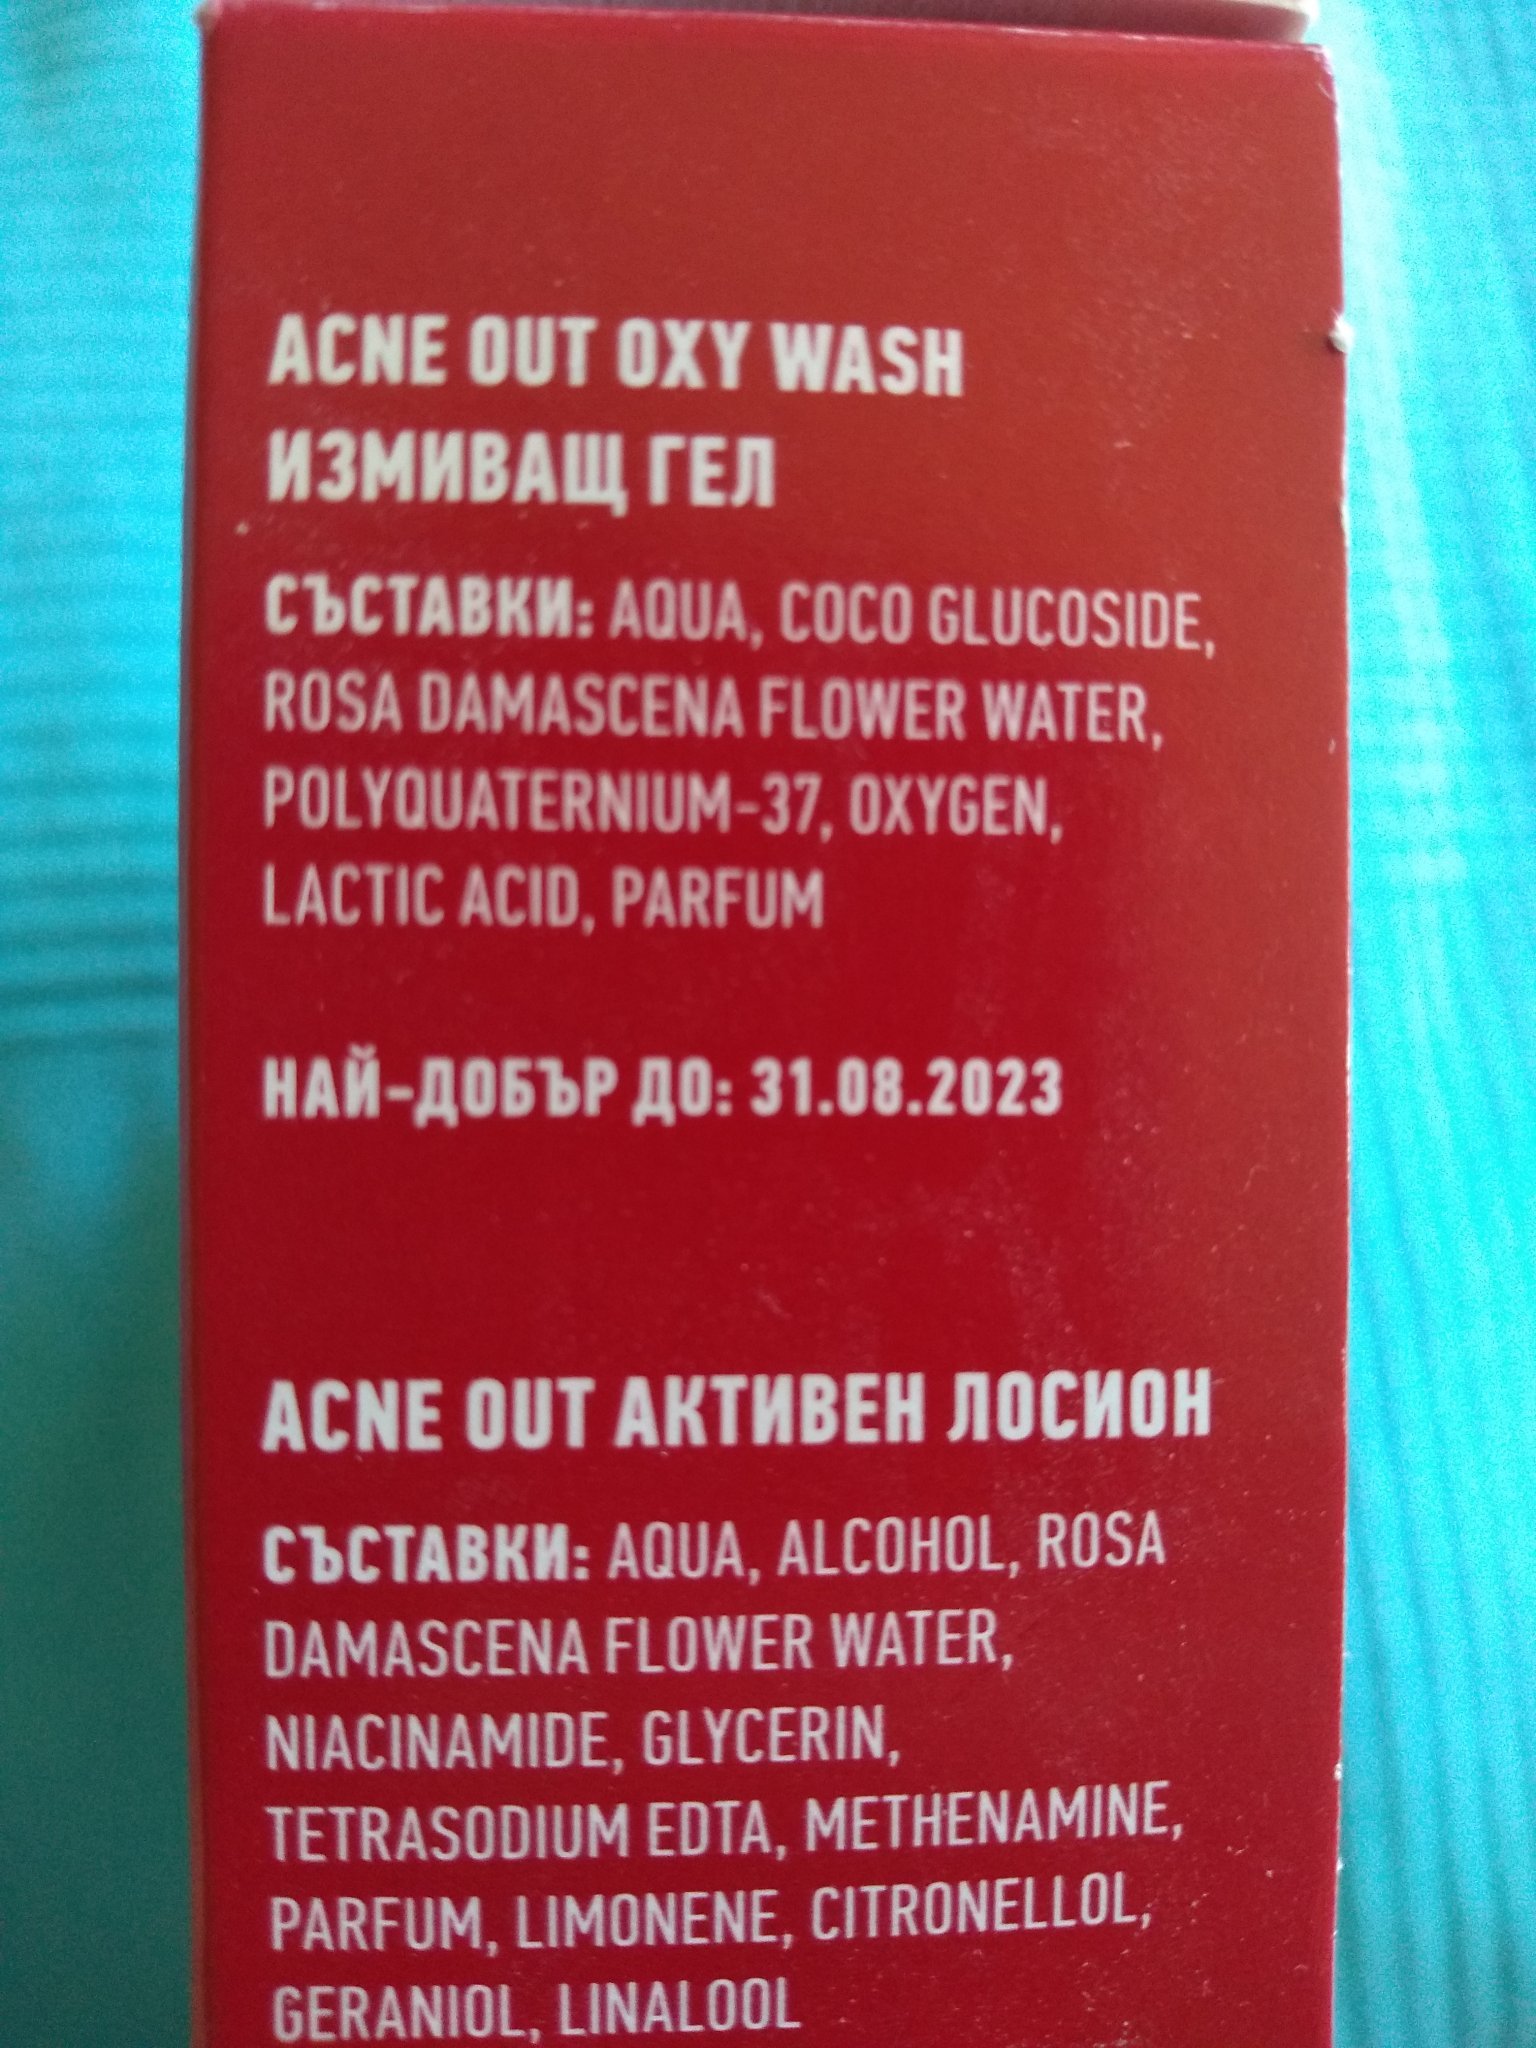 ACNE OUT OXY WASH
ИЗМИВАЩ ГЕЛ
СЪСТАВКИ: AQUA, COCO GLUCOSIDE,
ROSA DAMASCENA FLOWER WATER,
POLYQUATERNIUM-37, OXYGEN,
LACTIC ACID, PARFUM
НАЙ-ДОБЪР ДО: 31.08.2023
ACNE OUT АКТИВЕН ЛОСИОН
СЪСТАВКИ: AQUA, ALCOHOL, ROSA
DAMASCENA FLOWER WATER,
NIACINAMIDE, GLYCERIN,
TETRASODIUM EDTA, METHENAMINE,
PARFUM, LIMONENE, CITRONELLOL,
GERANIOL, LINALOOL